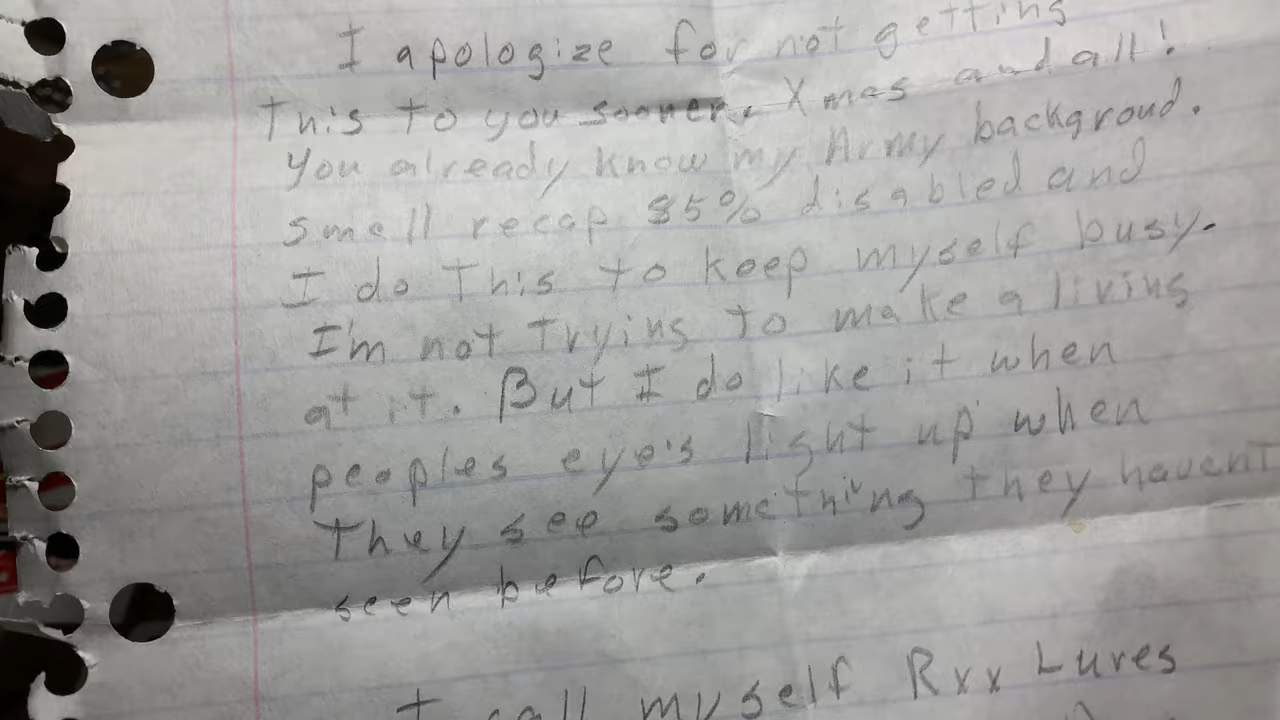 I apologize for not getting
This to you sooner. Xmas and all!
You already know my Army backgroud.
small recap 85% disabled and
I do This to keep myself busy.
I'm not Trying to make a living
at it. But I do like it when
peoples eye's light up when
They see something they havent
seen before.
I call myself Rxx Lures